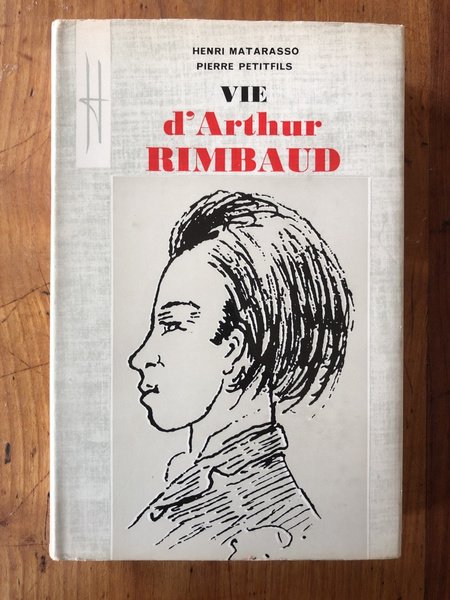 HENRI MATARASSO
PIERRE PETITFILS
VIE
d'Arthur
RIMBAUD